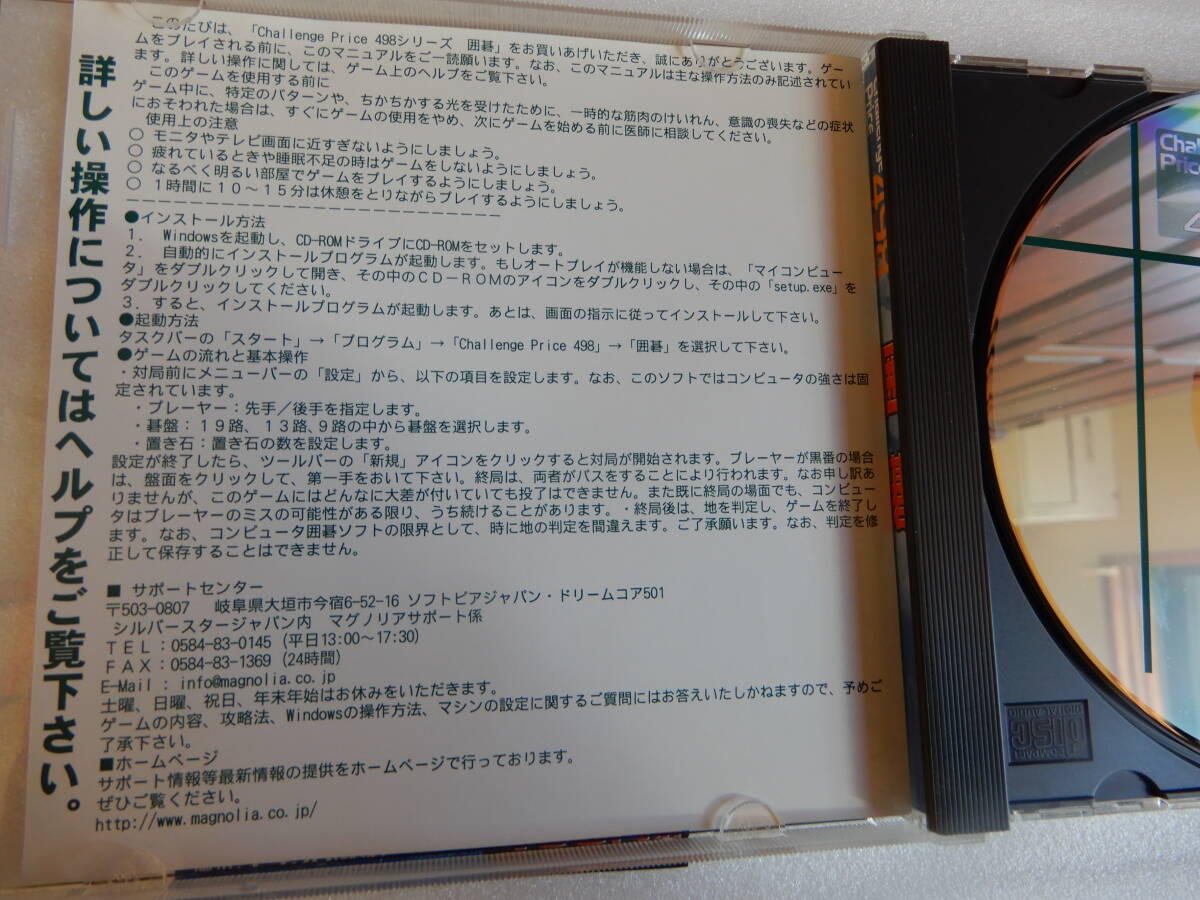 詳しい操作についてはヘルプをご覧下さい。
このたびは、「Challenge Price 498シリーズ 囲碁」をお買いあげいただき、誠にありがとうございます。ゲー
ムをプレイされる前に、このマニュアルをご一読願います。なお、このマニュアルは主な操作方法のみ記述されてい
ます。詳しい操作に関しては、ゲーム上のヘルプをご覧下さい。
このゲームを使用する前に
ゲーム中に、特定のパターンや、ちかちかする光を受けたために、一時的な筋肉のけいれん、意識の喪失などの症状
におそわれた場合は、すぐにゲームの使用をやめ、次にゲームを始める前に医師に相談してください。
使用上の注意
○ モニタやテレビ画面に近すぎないようにしましょう。
○ 疲れているときや睡眠不足の時はゲームをしないようにしましょう。
○ なるべく明るい部屋でゲームをプレイするようにしましょう。
○ 1時間に10～15分は休憩をとりながらプレイするようにしましょう。
●インストール方法
1. Windowsを起動し、CD-ROMドライブにCD-ROMをセットします。
2. 自動的にインストールプログラムが起動します。もしオートプレイが機能しない場合は、「マイコンピュー
タ」をダブルクリックして開き、その中のCD-ROMのアイコンをダブルクリックし、その中の「setup.exe」を
ダブルクリックしてください。
3. すると、インストールプログラムが起動します。あとは、画面の指示に従ってインストールして下さい。
●起動方法
タスクバーの「スタート」→「プログラム」→「Challenge Price 498」→「囲碁」を選択して下さい。
●ゲームの流れと基本操作
・対局前にメニューバーの「設定」から、以下の項目を設定します。なお、このソフトではコンピュータの強さは固
定されています。
・プレーヤー：先手／後手を指定します。
・碁盤：19路、13路、9路の中から碁盤を選択します。
・置き石：置き石の数を設定します。
設定が終了したら、ツールバーの「新規」アイコンをクリックすると対局が開始されます。プレーヤーが黒番の場合
は、盤面をクリックして、第一手をおいて下さい。終局は、両者がパスをすることにより行われます。なお申し訳あ
りませんが、このゲームにはどんなに大差が付いていても投了はできません。また既に終局の場面でも、コンピュー
タはプレーヤーのミスの可能性がある限り、うち続けることがあります。・終局後は、地を判定し、ゲームを終了し
ます。なお、コンピュータ囲碁ソフトの限界として、時に地の判定を間違えます。ご了承願います。なお、判定を修
正して保存することはできません。
■ サポートセンター
〒503-0807 岐阜県大垣市今宿6-52-16 ソフトピアジャパン・ドリームコア501
シルバースタージャパン内 マグノリアサポート係
TEL：0584-83-0145 (平日13:00～17:30)
FAX：0584-83-1369 (24時間)
E-Mail : info@magnolia.co.jp
土曜、日曜、祝日、年末年始はお休みをいただきます。
ゲームの内容、攻略法、Windowsの操作方法、マシンの設定に関するご質問にはお答えいたしかねますので、予めご
了承下さい。
■ホームページ
サポート情報等最新情報の提供をホームページで行っております。
ぜひご覧ください。
http://www.magnolia.co.jp/